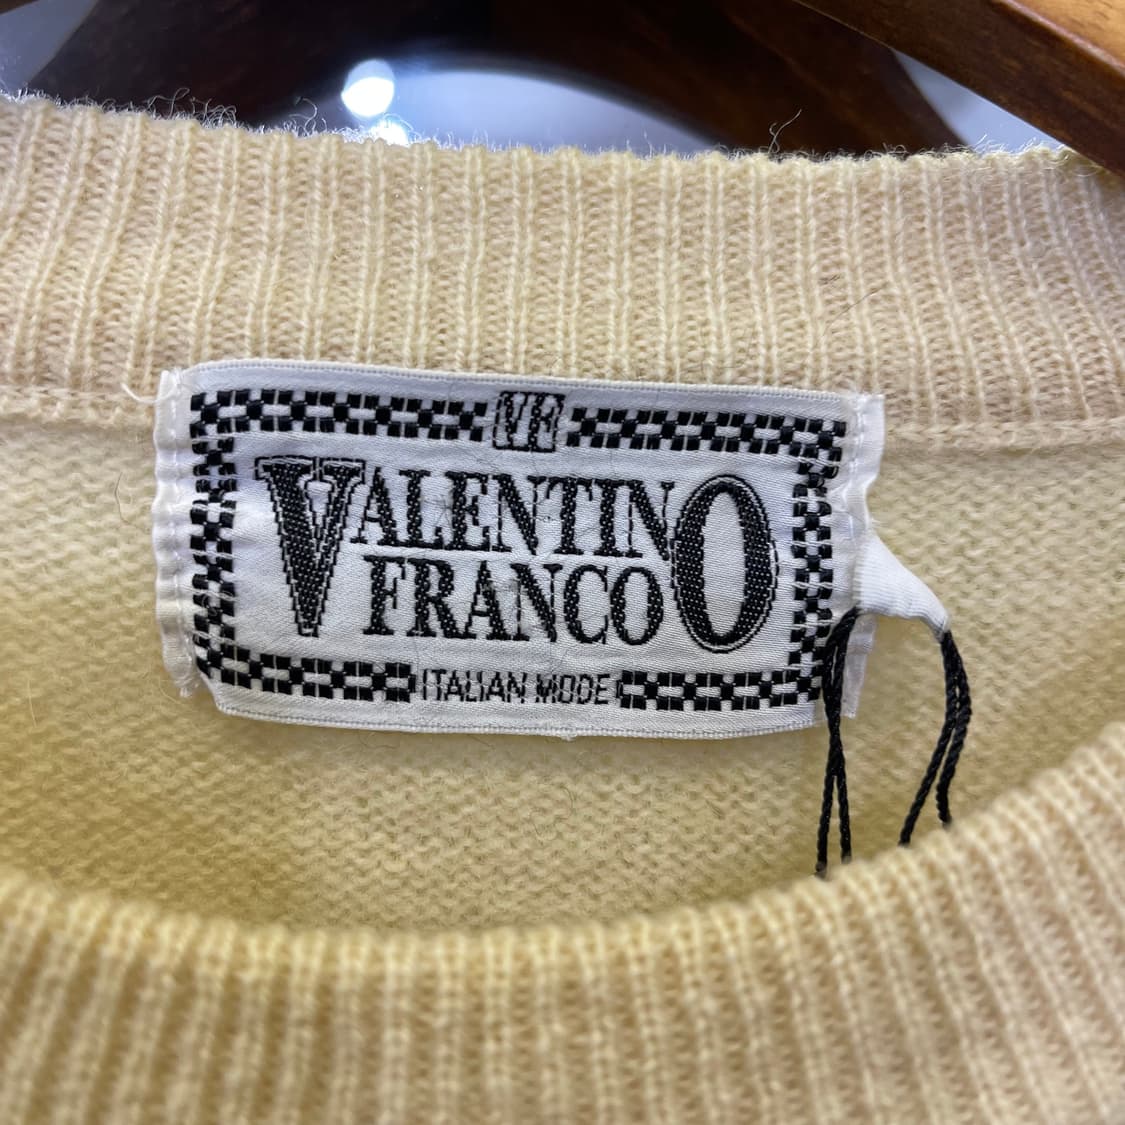 VF
VALENTINO
FRANCO
ITALIAN MODE